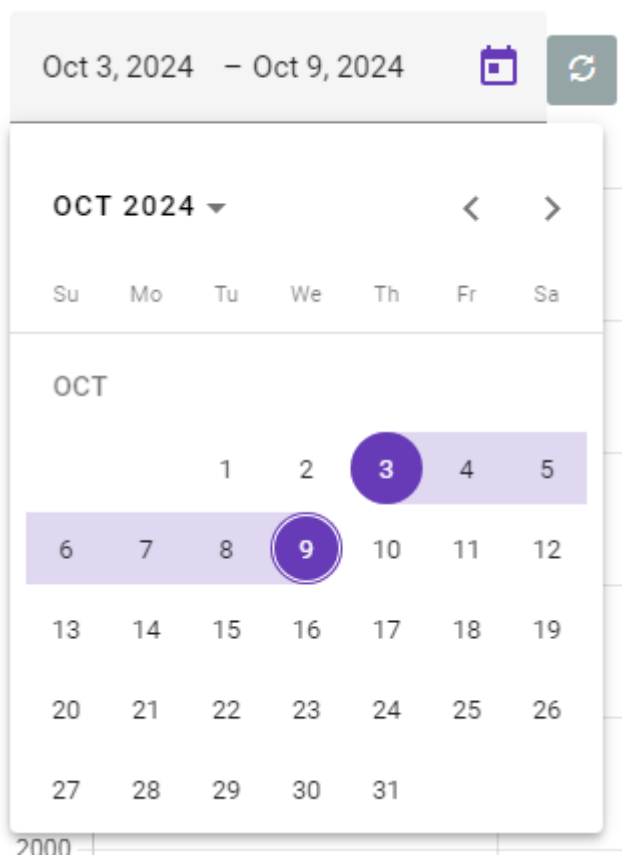 Oct 3, 2024 – Oct 9, 2024
OCT 2024
Su Mo Tu We Th Fr Sa
OCT
1 2 3 4 5
6 7 8 9 10 11 12
13 14 15 16 17 18 19
20 21 22 23 24 25 26
27 28 29 30 31
2000